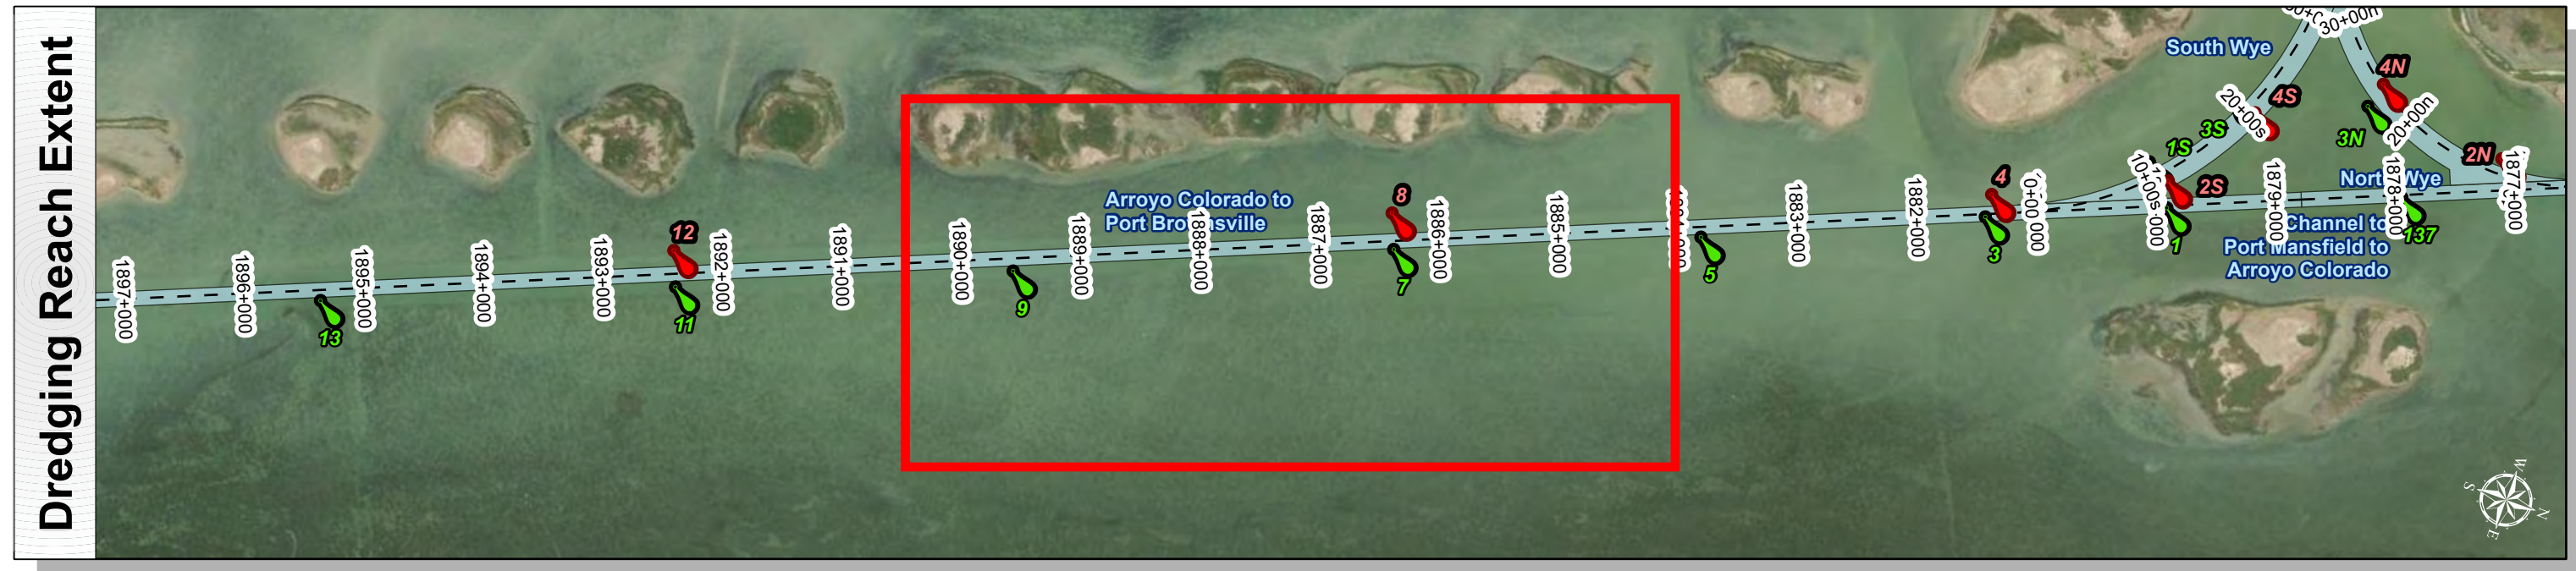 Dredging Reach Extent
30+00n
South Wye
4N
4S
20+00s
20+00n
3S
3N
1S
2N
North Wye
2S
4
8
12
Arroyo Colorado to
Port Brownsville
Channel to
Port Mansfield to
Arroyo Colorado
1897+000
1896+000
1895+000
1894+000
1893+000
1892+000
1891+000
1890+000
1889+000
1888+000
1887+000
1886+000
1885+000
1883+000
1882+000
1879+000
1878+000
1877+000
13
11
9
7
5
3
1
137
W
S
N
E